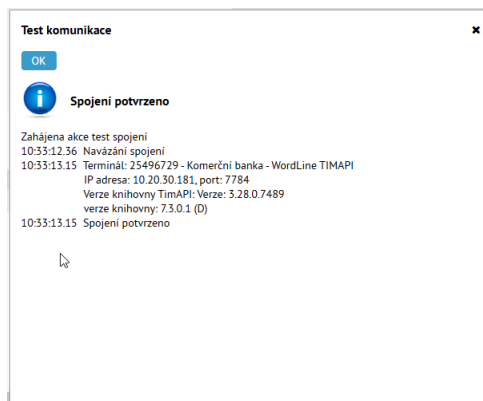 Test komunikace
OK
Spojení potvrzeno
Zahájena akce test spojení
10:33:12.36 Navázání spojení
10:33:13.15 Terminál: 25496729 - Komerční banka - WordLine TIMAPI
IP adresa: 10.20.30.181, port: 7784
Verze knihovny TimAPI: Verze: 3.28.0.7489
verze knihovny: 7.3.0.1 (D)
10:33:13.15 Spojení potvrzeno